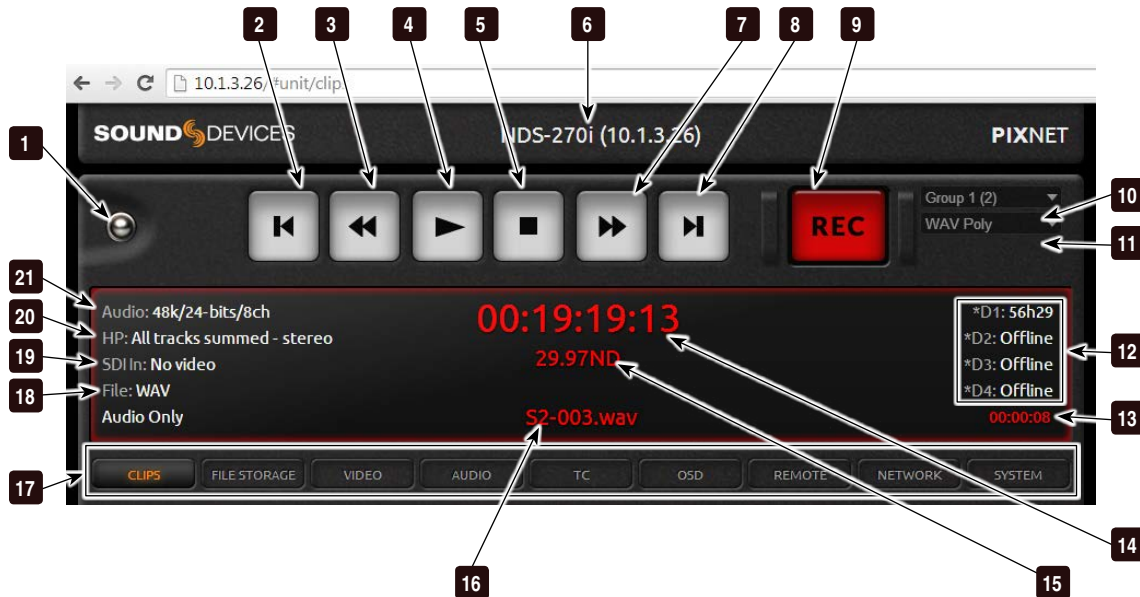 2 3 4 5 6 7 8 9
10.1.3.26/#unit/clip
1
SOUND DEVICES
NDS-270i (10.1.3.26)
PIXNET
REC
Group 1 (2)
WAV Poly
10
11
21
Audio: 48k/24-bits/8ch
00:19:19:13
*D1: 56h29
20
HP: All tracks summed - stereo
29.97ND
*D2: Offline
19
SDI In: No video
*D3: Offline
12
18
File: WAV
*D4: Offline
Audio Only
S2-003.wav
00:00:08
13
17
CLIPS FILE STORAGE VIDEO AUDIO TC OSD REMOTE NETWORK SYSTEM
14
16
15